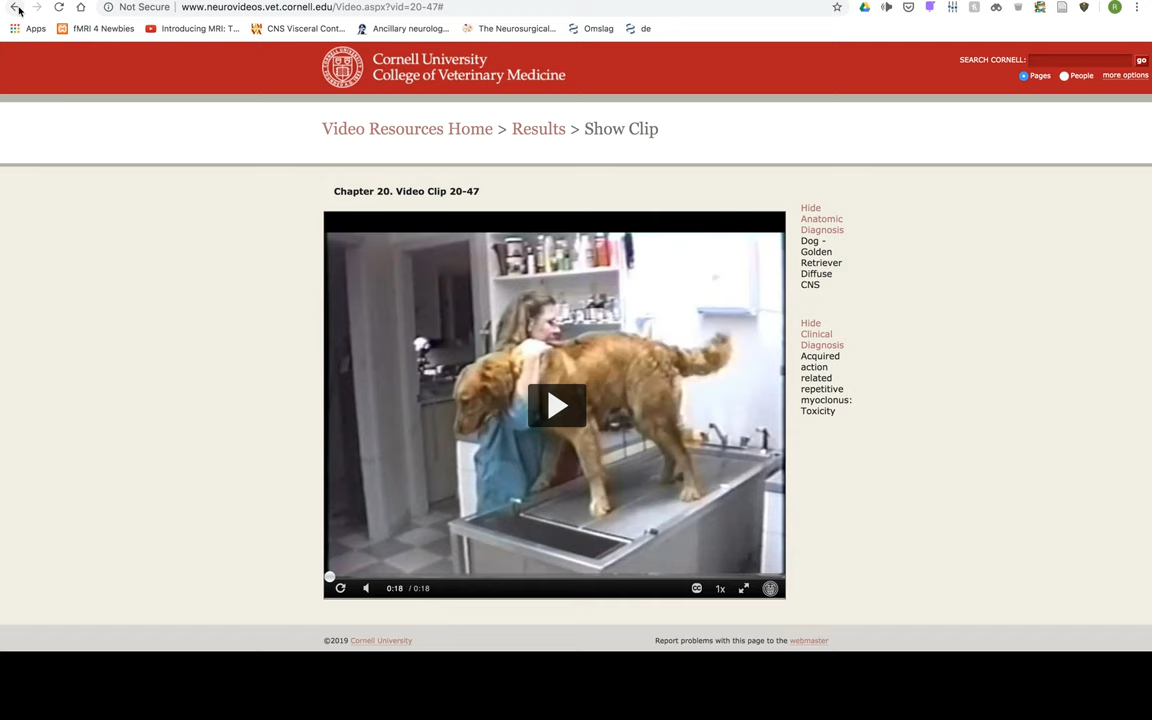 Not Secure
www.neurovideos.vet.cornell.edu/Video.aspx?vid=20-47#
R
Apps
fMRI 4 Newbies
Introducing MRI: T...
CNS Visceral Cont...
Ancillary neurolog...
The Neurosurgical...
Omslag
de
Cornell University
College of Veterinary Medicine
SEARCH CORNELL:
go
Pages
People
more options
Video Resources Home > Results > Show Clip
Chapter 20. Video Clip 20-47
Hide
Anatomic
Diagnosis
Dog -
Golden
Retriever
Diffuse
CNS
Hide
Clinical
Diagnosis
Acquired
action
related
repetitive
myoclonus:
Toxicity
0:18 / 0:18
CC
1x
©2019 Cornell University
Report problems with this page to the webmaster